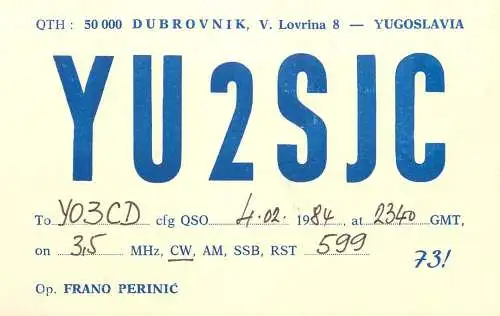 QTH : 50 000 DUBROVNIK, V. Lovrina 8 — YUGOSLAVIA
YU2SJC
To YO3CD cfg QSO 4.02. 1984, at 2340 GMT,
on 3,5 MHz, CW, AM, SSB, RST 599
73!
Op. FRANO PERINIĆ